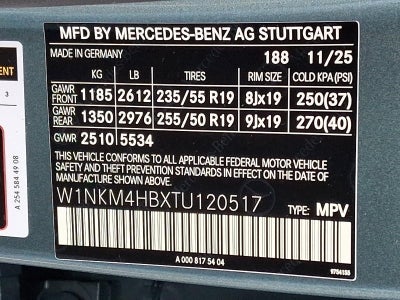 MFD BY MERCEDES-BENZ AG STUTTGART
MADE IN GERMANY 188 11/25
KG LB TIRES RIM SIZE COLD KPA(PSI)
GAWR FRONT 1185 2612 235/55 R19 8Jx19 250(37)
GAWR REAR 1350 2976 255/50 R19 9Jx19 270(40)
GVWR 2510 5534
THIS VEHICLE CONFORMS TO ALL APPLICABLE FEDERAL MOTOR VEHICLE
SAFETY AND THEFT PREVENTION STANDARDS IN EFFECT ON THE DATE OF
MANUFACTURE SHOWN ABOVE.
W1NKM4HBXTU120517 TYPE: MPV
A 000 817 54 04
9754155
ENT
3
A 254 584 49 08